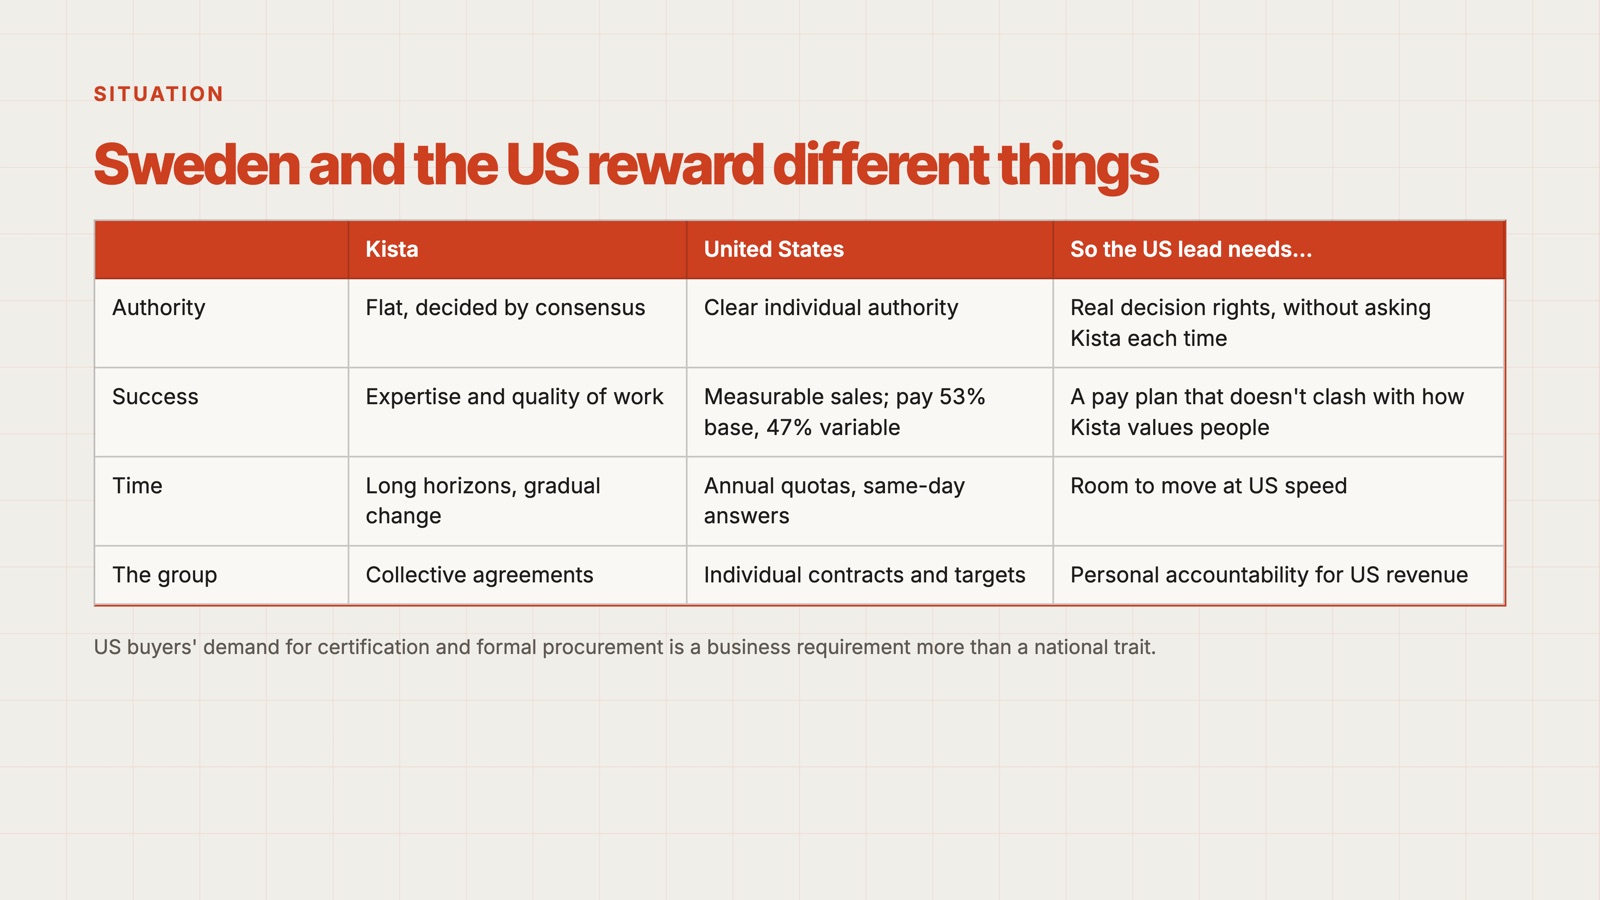 SITUATION
Sweden and the US reward different things
Kista
United States
So the US lead needs...
Authority
Flat, decided by consensus
Clear individual authority
Real decision rights, without asking
Kista each time
Success
Expertise and quality of work
Measurable sales; pay 53%
base, 47% variable
A pay plan that doesn't clash with how
Kista values people
Time
Long horizons, gradual
change
Annual quotas, same-day
answers
Room to move at US speed
The group
Collective agreements
Individual contracts and targets
Personal accountability for US revenue
US buyers' demand for certification and formal procurement is a business requirement more than a national trait.